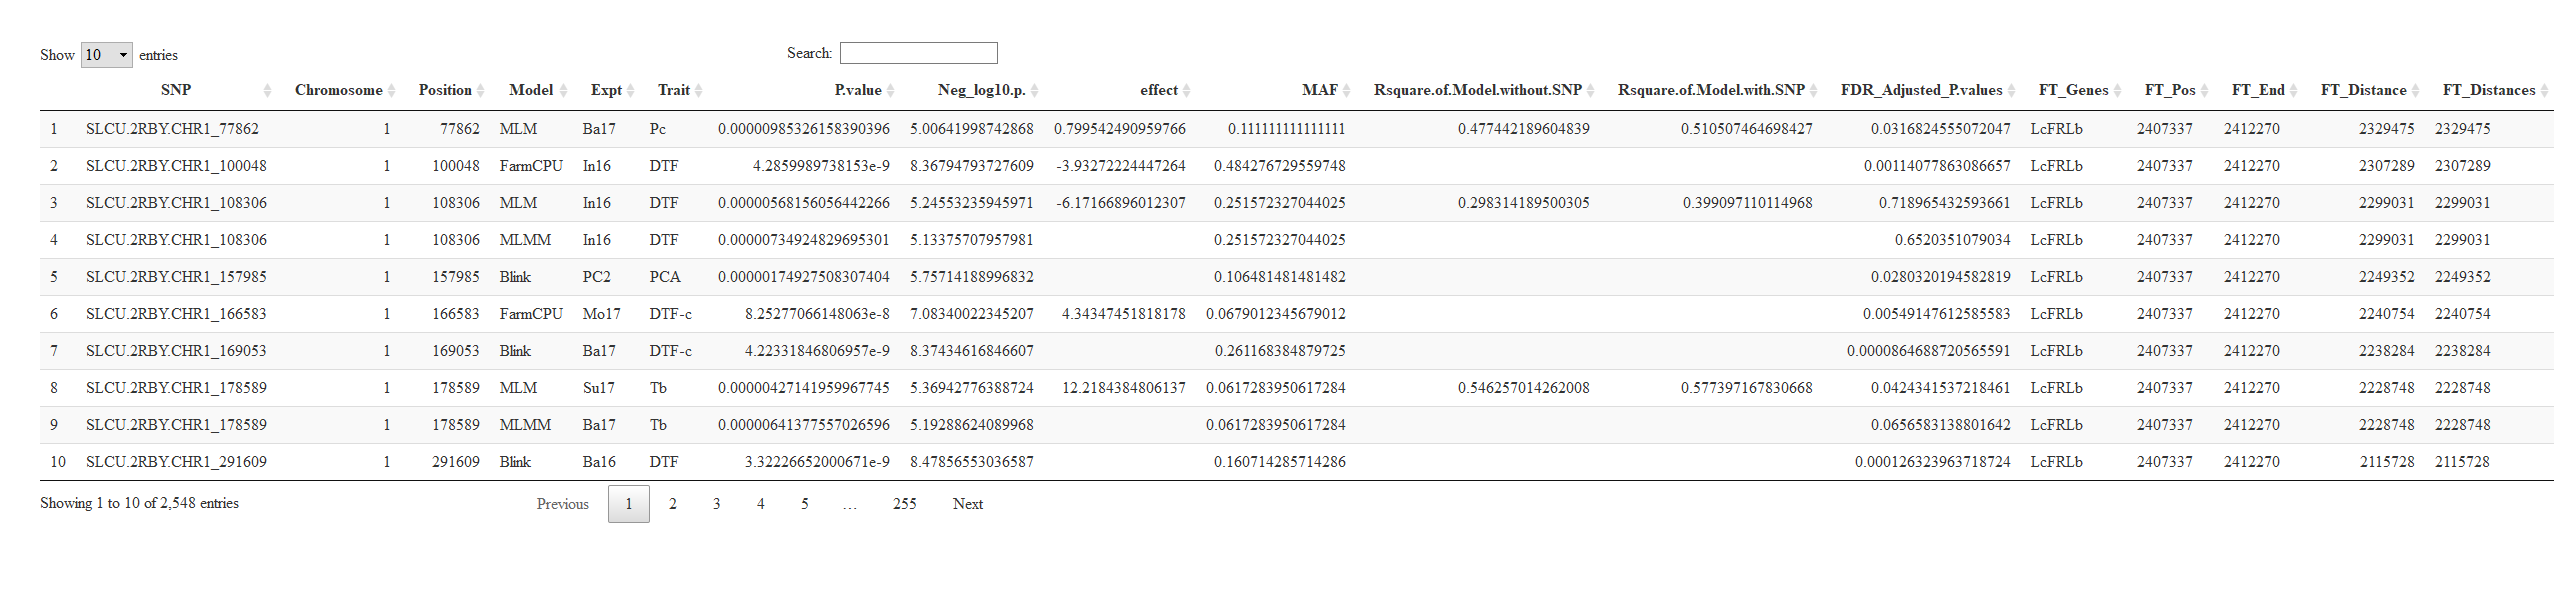 Show 10 entries Search:
SNP Chromosome Position Model Expt Trait P.value Neg_log10.p. effect MAF Rsquare.of.Model.without.SNP Rsquare.of.Model.with.SNP FDR_Adjusted_P.values FT_Genes FT_Pos FT_End FT_Distance FT_Distances
1 SLCU.2RBY.CHR1_77862 1 77862 MLM Ba17 Pc 0.00000985326158390396 5.00641998742868 0.799542490959766 0.111111111111111 0.477442189604839 0.510507464698427 0.0316824555072047 LcFRLb 2407337 2412270 2329475 2329475
2 SLCU.2RBY.CHR1_100048 1 100048 FarmCPU In16 DTF 4.2859989738153e-9 8.36794793727609 -3.93272224447264 0.484276729559748 0.00114077863086657 LcFRLb 2407337 2412270 2307289 2307289
3 SLCU.2RBY.CHR1_108306 1 108306 MLM In16 DTF 0.00000568156056442266 5.24553235945971 -6.17166896012307 0.251572327044025 0.298314189500305 0.399097110114968 0.718965432593661 LcFRLb 2407337 2412270 2299031 2299031
4 SLCU.2RBY.CHR1_108306 1 108306 MLMM In16 DTF 0.00000734924829695301 5.13375707957981 0.251572327044025 0.6520351079034 LcFRLb 2407337 2412270 2299031 2299031
5 SLCU.2RBY.CHR1_157985 1 157985 Blink PC2 PCA 0.00000174927508307404 5.75714188996832 0.106481481481482 0.0280320194582819 LcFRLb 2407337 2412270 2249352 2249352
6 SLCU.2RBY.CHR1_166583 1 166583 FarmCPU Mo17 DTF-c 8.25277066148063e-8 7.08340022345207 4.34347451818178 0.0679012345679012 0.00549147612585583 LcFRLb 2407337 2412270 2240754 2240754
7 SLCU.2RBY.CHR1_169053 1 169053 Blink Ba17 DTF-c 4.22331846806957e-9 8.37434616846607 0.261168384879725 0.0000864688720565591 LcFRLb 2407337 2412270 2238284 2238284
8 SLCU.2RBY.CHR1_178589 1 178589 MLM Su17 Tb 0.00000427141959967745 5.36942776388724 12.2184384806137 0.0617283950617284 0.546257014262008 0.577397167830668 0.0424341537218461 LcFRLb 2407337 2412270 2228748 2228748
9 SLCU.2RBY.CHR1_178589 1 178589 MLMM Ba17 Tb 0.00000641377557026596 5.19288624089968 0.0617283950617284 0.0656583138801642 LcFRLb 2407337 2412270 2228748 2228748
10 SLCU.2RBY.CHR1_291609 1 291609 Blink Ba16 DTF 3.32226652000671e-9 8.47856553036587 0.160714285714286 0.000126323963718724 LcFRLb 2407337 2412270 2115728 2115728
Showing 1 to 10 of 2,548 entries Previous 1 2 3 4 5 … 255 Next